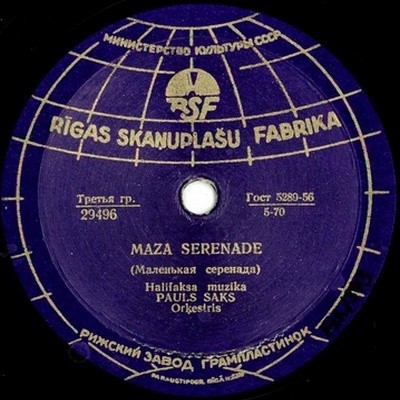 МИНИСТЕРСТВО КУЛЬТУРЫ СССР
RSF
RĪGAS SKAŅUPLAŠU FABRIKA
Третья гр.
29496
Гост 5289-56
5-70
MAZA SERENADE
(Маленькая серенада)
Halifaksa muzika
PAULS SAKS
Orķestris
РИЖСКИЙ ЗАВОД ГРАМПЛАСТИНОК